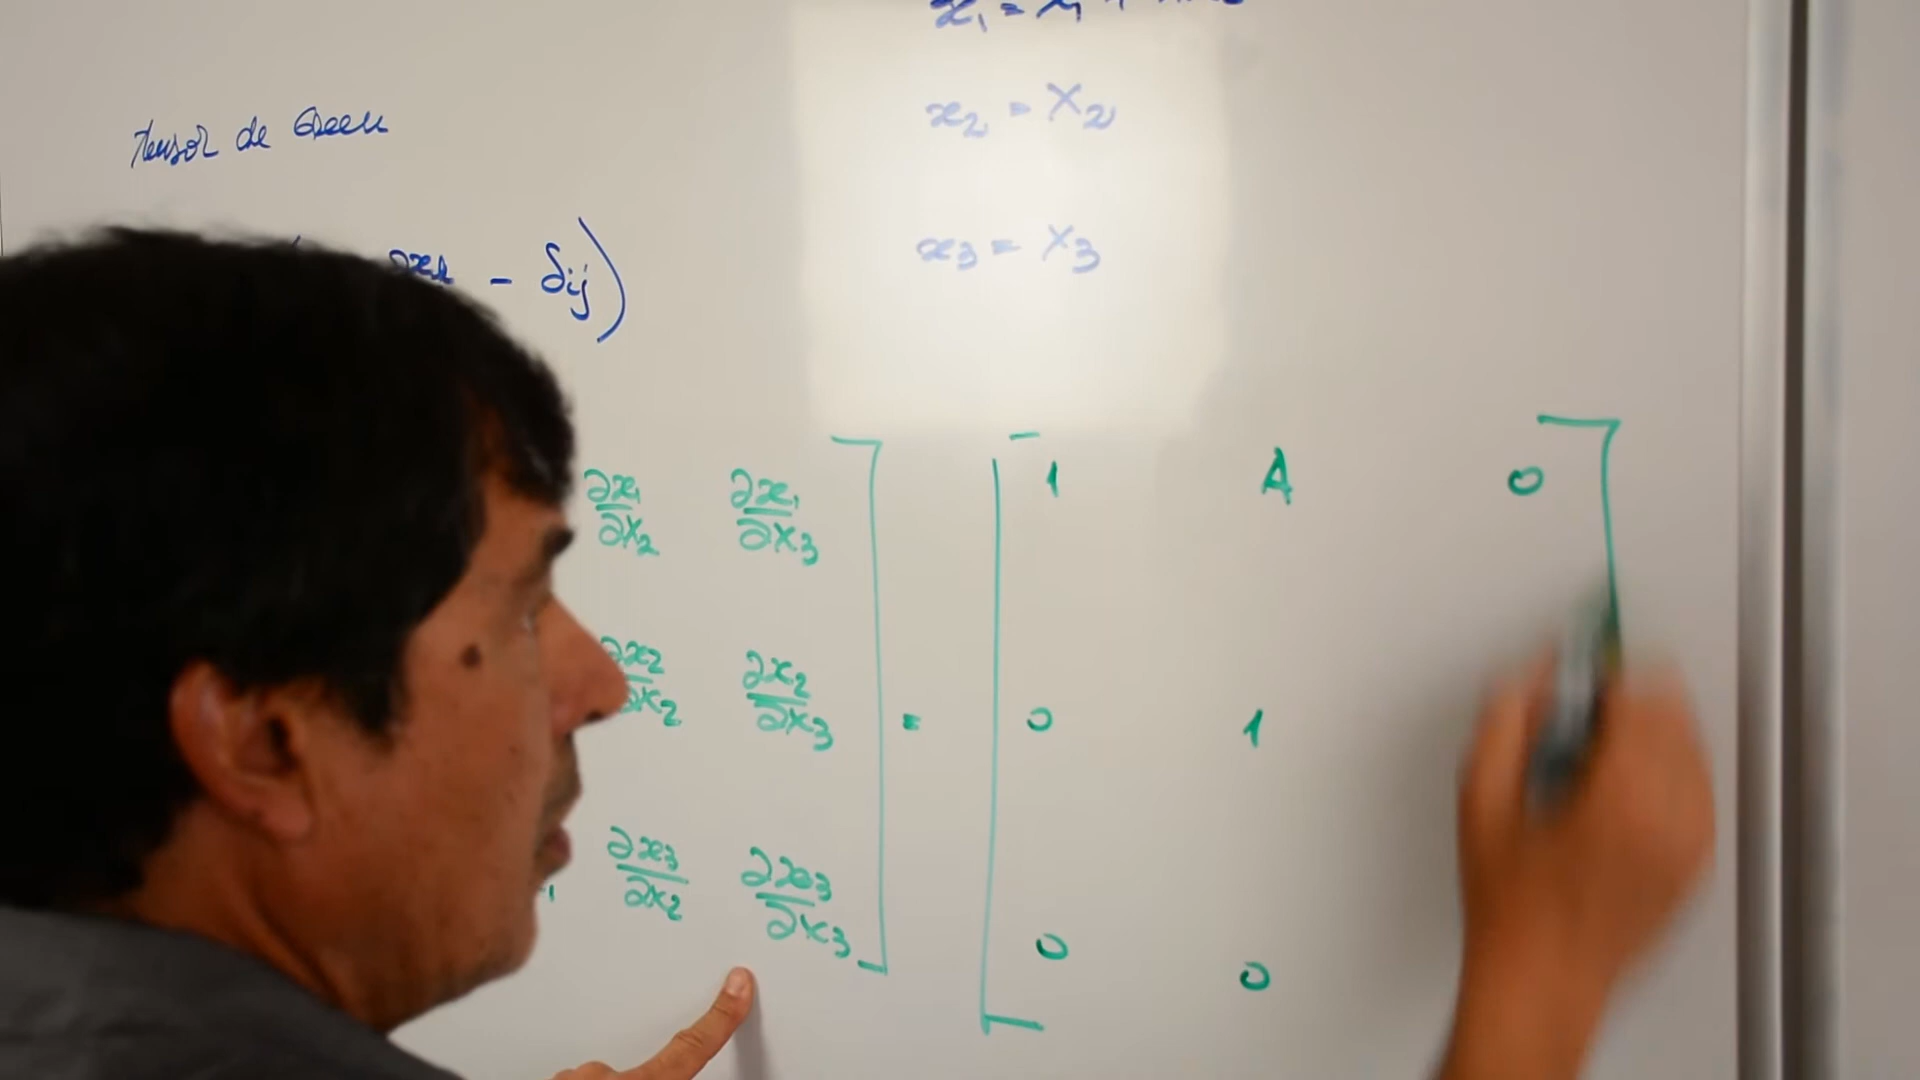 x₂ = X₂
tensor de Green
x₃ = X₃
∂xₖ - δij)
∂x₁/∂X₂ ∂x₁/∂X₃ ] [ 1 A 0 ]
∂x₂/∂X₂ ∂x₂/∂X₃ = 0 1
∂x₃/∂X₂ ∂x₃/∂X₃ 0 0